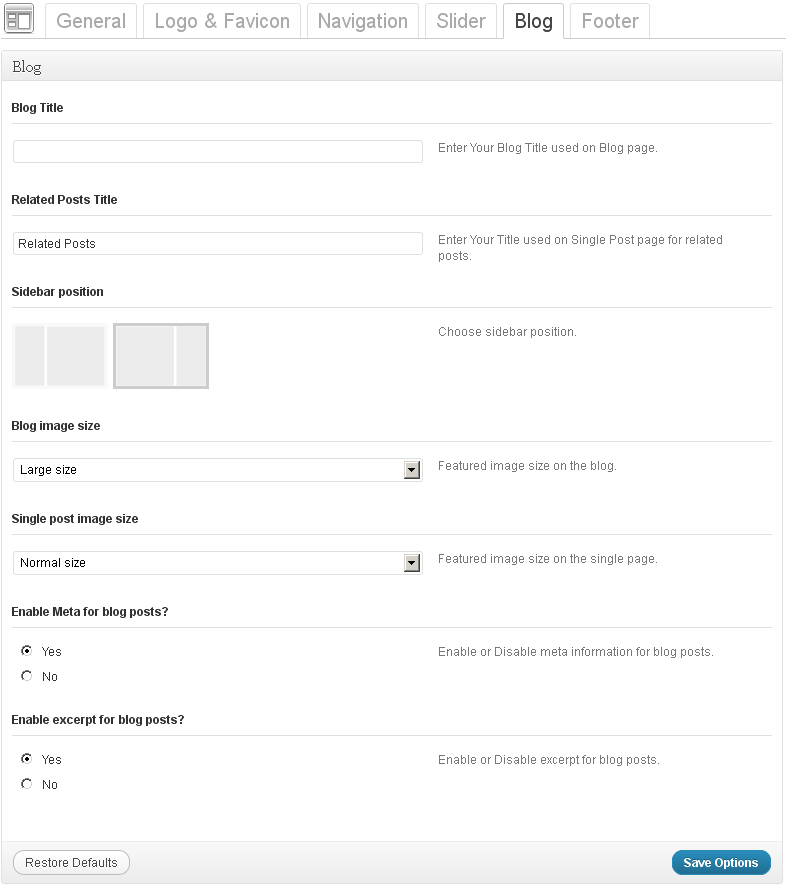 General Logo & Favicon Navigation Slider Blog Footer
Blog
Blog Title
Enter Your Blog Title used on Blog page.
Related Posts Title
Related Posts
Enter Your Title used on Single Post page for related
posts.
Sidebar position
Choose sidebar position.
Blog image size
Large size
Featured image size on the blog.
Single post image size
Normal size
Featured image size on the single page.
Enable Meta for blog posts?
Yes
Enable or Disable meta information for blog posts.
No
Enable excerpt for blog posts?
Yes
Enable or Disable excerpt for blog posts.
No
Restore Defaults
Save Options